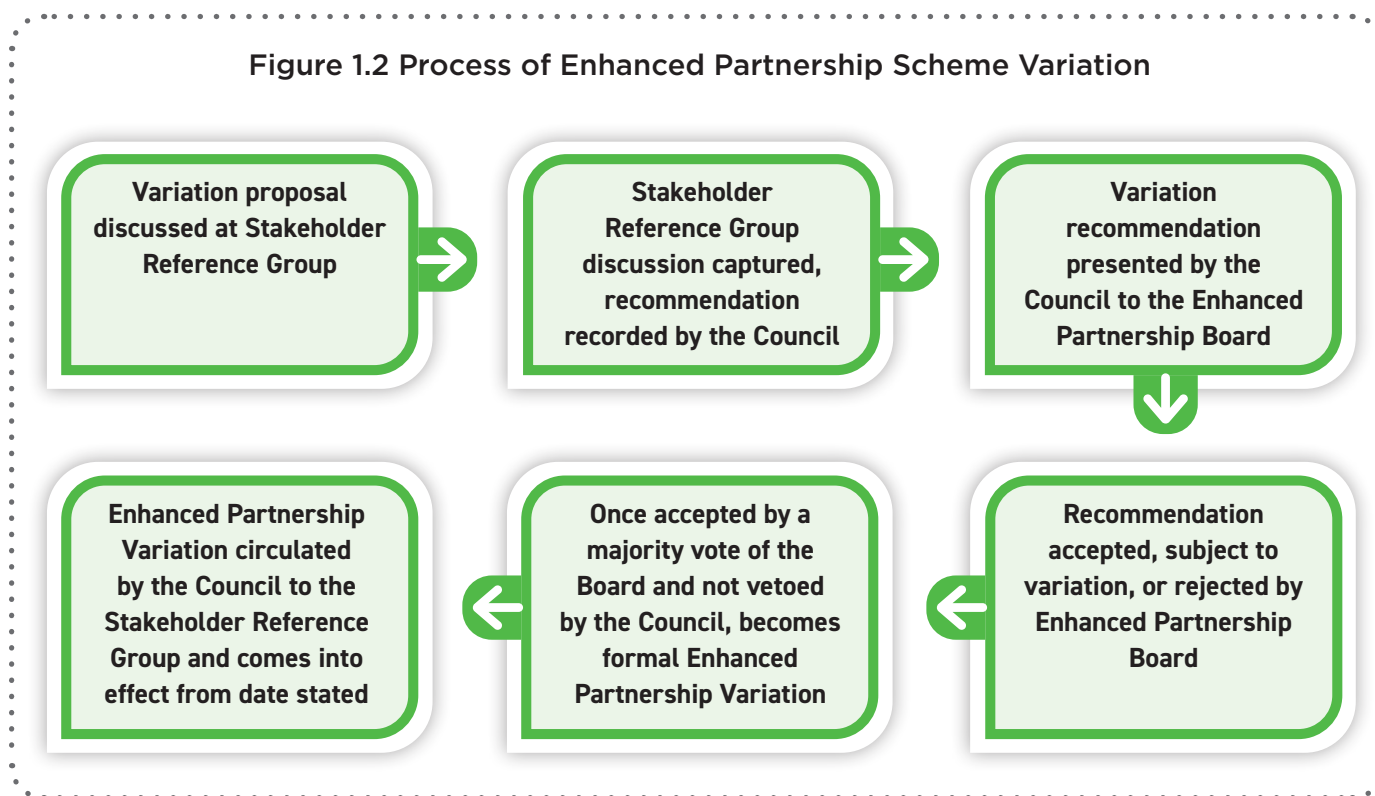 Figure 1.2 Process of Enhanced Partnership Scheme Variation
Variation proposal
discussed at Stakeholder
Reference Group
Stakeholder
Reference Group
discussion captured,
recommendation
recorded by the Council
Variation
recommendation
presented by the
Council to the Enhanced
Partnership Board
Recommendation
accepted, subject to
variation, or rejected by
Enhanced Partnership
Board
Once accepted by a
majority vote of the
Board and not vetoed
by the Council, becomes
formal Enhanced
Partnership Variation
Enhanced Partnership
Variation circulated
by the Council to the
Stakeholder Reference
Group and comes into
effect from date stated